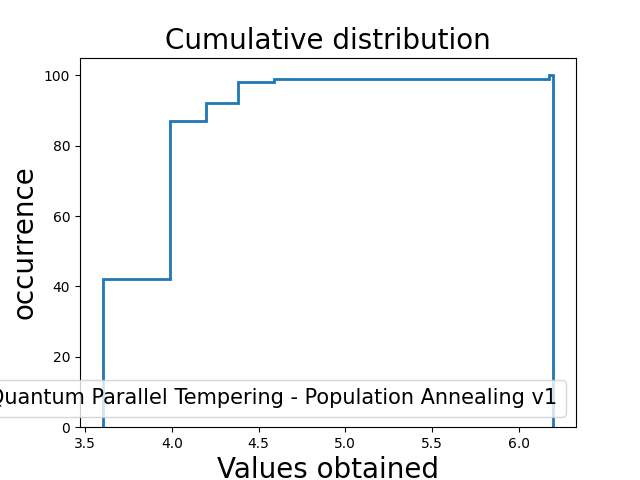 Cumulative distribution
occurrence
100
80
60
40
20
0
Quantum Parallel Tempering - Population Annealing v1
3.5 4.0 4.5 5.0 5.5 6.0
Values obtained